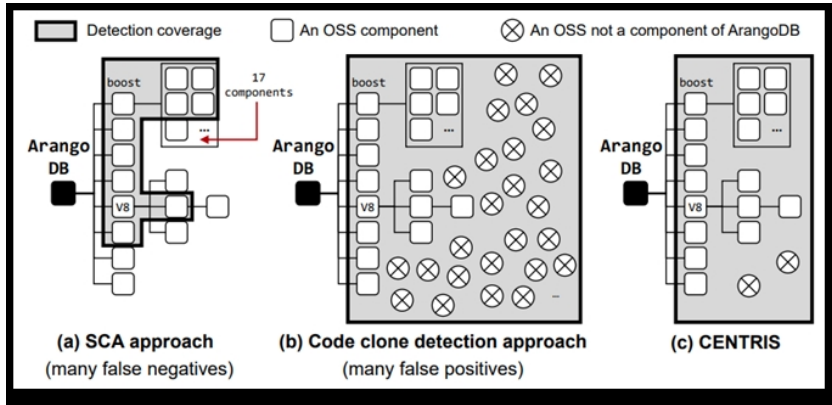 Detection coverage
An OSS component
An OSS not a component of ArangoDB
boost
17
components
...
Arango
DB
V8
(a) SCA approach
(many false negatives)
boost
...
Arango
DB
V8
...
(b) Code clone detection approach
(many false positives)
boost
...
Arango
DB
V8
(c) CENTRIS